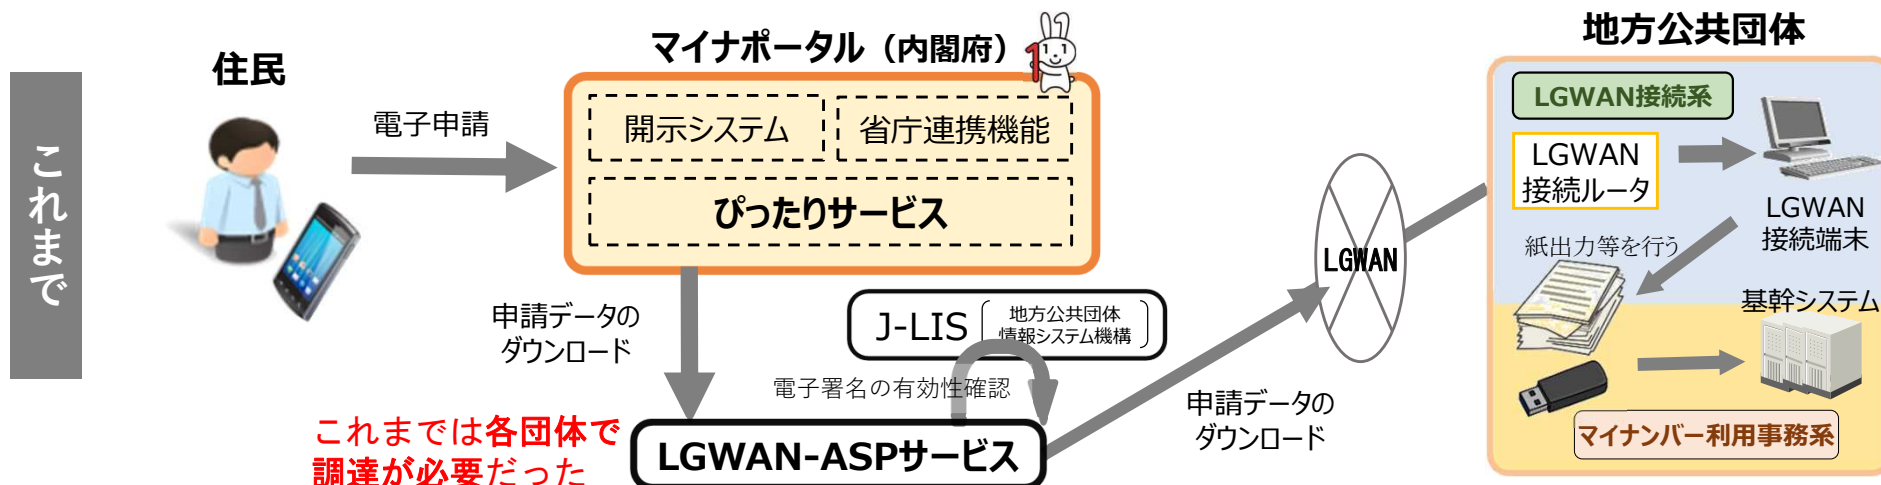 これまで
住民
電子申請
マイナポータル（内閣府）
1
開示システム
省庁連携機能
ぴったりサービス
申請データの
ダウンロード
J-LIS
地方公共団体
情報システム機構
電子署名の有効性確認
これまでは各団体で
調達が必要だった
LGWAN-ASPサービス
申請データの
ダウンロード
LGWAN
地方公共団体
LGWAN接続系
LGWAN
接続ルータ
LGWAN
接続端末
紙出力等を行う
基幹システム
マイナンバー利用事務系